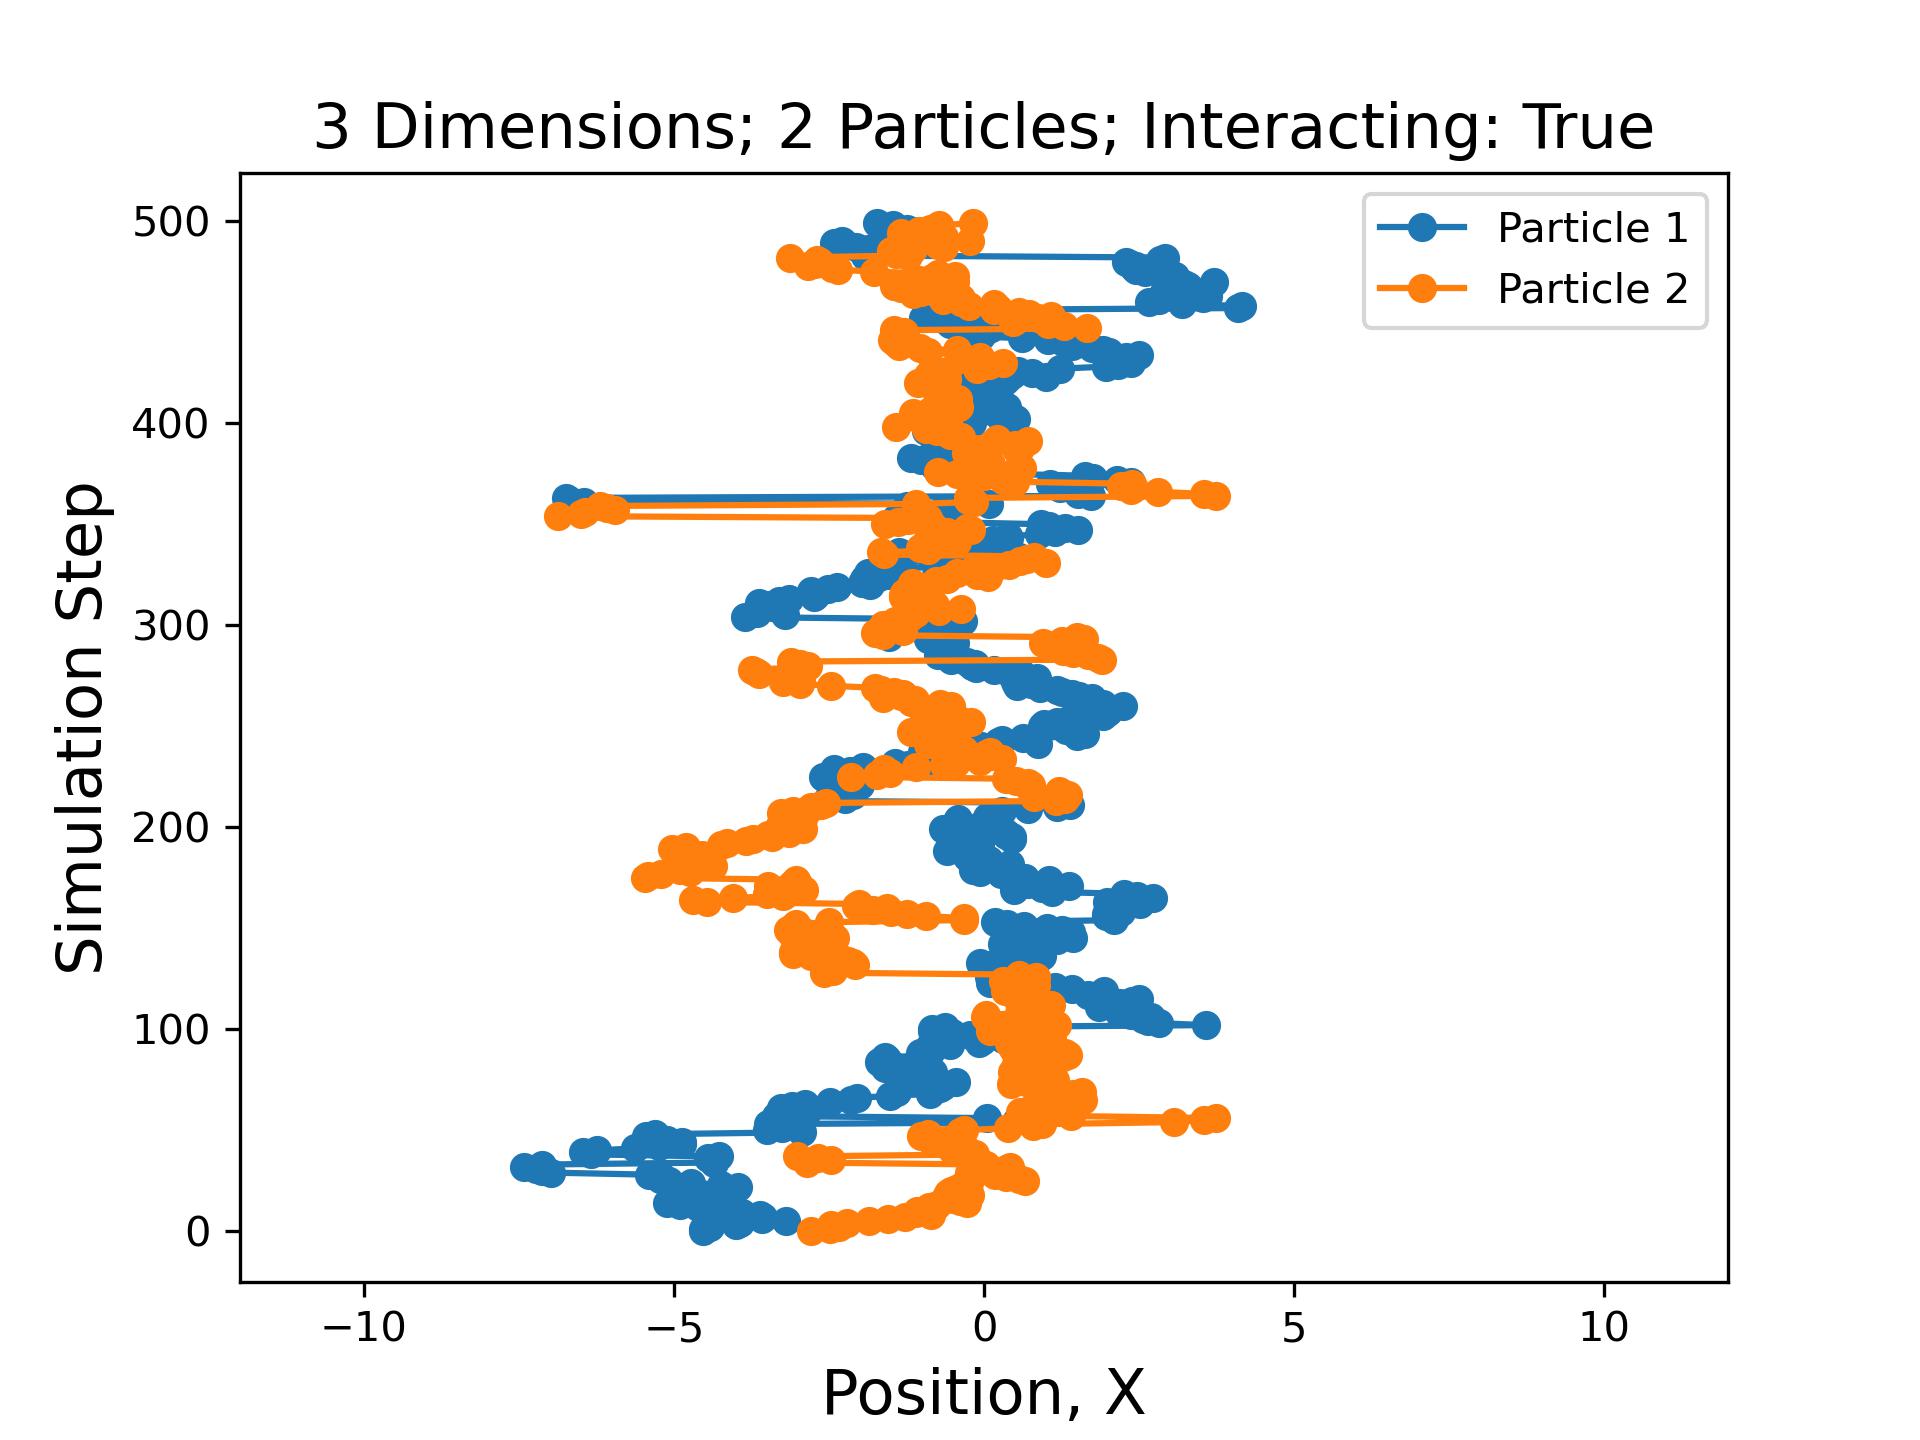 3 Dimensions; 2 Particles; Interacting: True
Particle 1
Particle 2
Simulation Step
500
400
300
200
100
0
−10
−5
0
5
10
Position, X